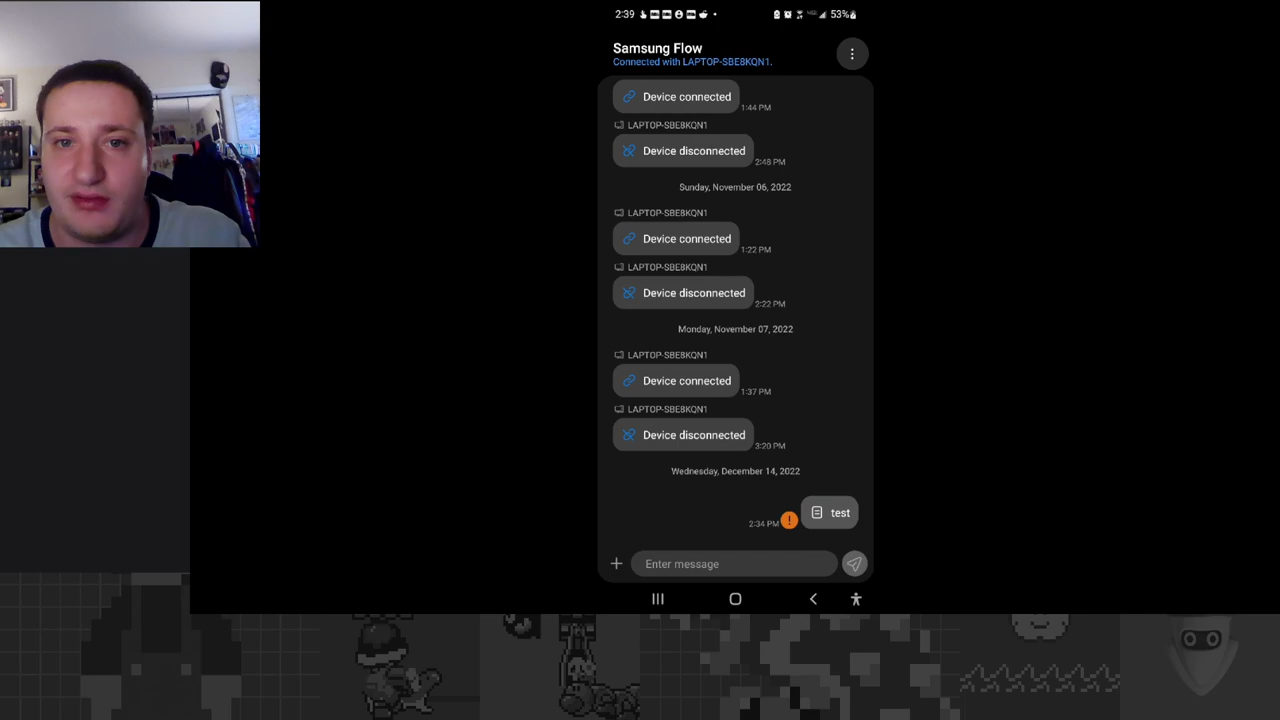 2:39
53%
Samsung Flow
Connected with LAPTOP-SBE8KQN1.
Device connected
1:44 PM
LAPTOP-SBE8KQN1
Device disconnected
2:48 PM
Sunday, November 06, 2022
LAPTOP-SBE8KQN1
Device connected
1:22 PM
LAPTOP-SBE8KQN1
Device disconnected
2:22 PM
Monday, November 07, 2022
LAPTOP-SBE8KQN1
Device connected
1:37 PM
LAPTOP-SBE8KQN1
Device disconnected
3:20 PM
Wednesday, December 14, 2022
test
2:34 PM
Enter message